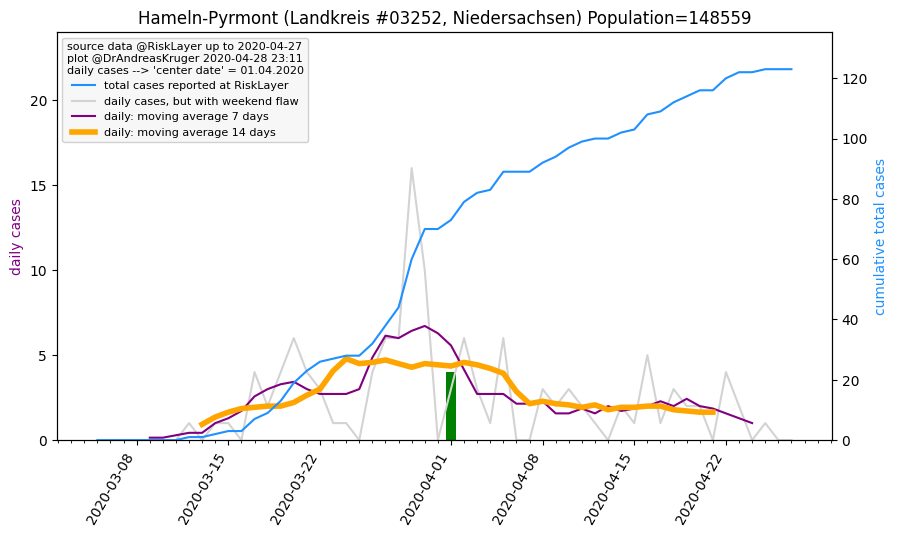 Hameln-Pyrmont (Landkreis #03252, Niedersachsen) Population=148559
source data @RiskLayer up to 2020-04-27
plot @DrAndreasKruger 2020-04-28 23:11
daily cases --> 'center date' = 01.04.2020
total cases reported at RiskLayer
daily cases, but with weekend flaw
daily: moving average 7 days
daily: moving average 14 days
daily cases
20
15
10
5
0
cumulative total cases
120
100
80
60
40
20
0
2020-03-08
2020-03-15
2020-03-22
2020-04-01
2020-04-08
2020-04-15
2020-04-22